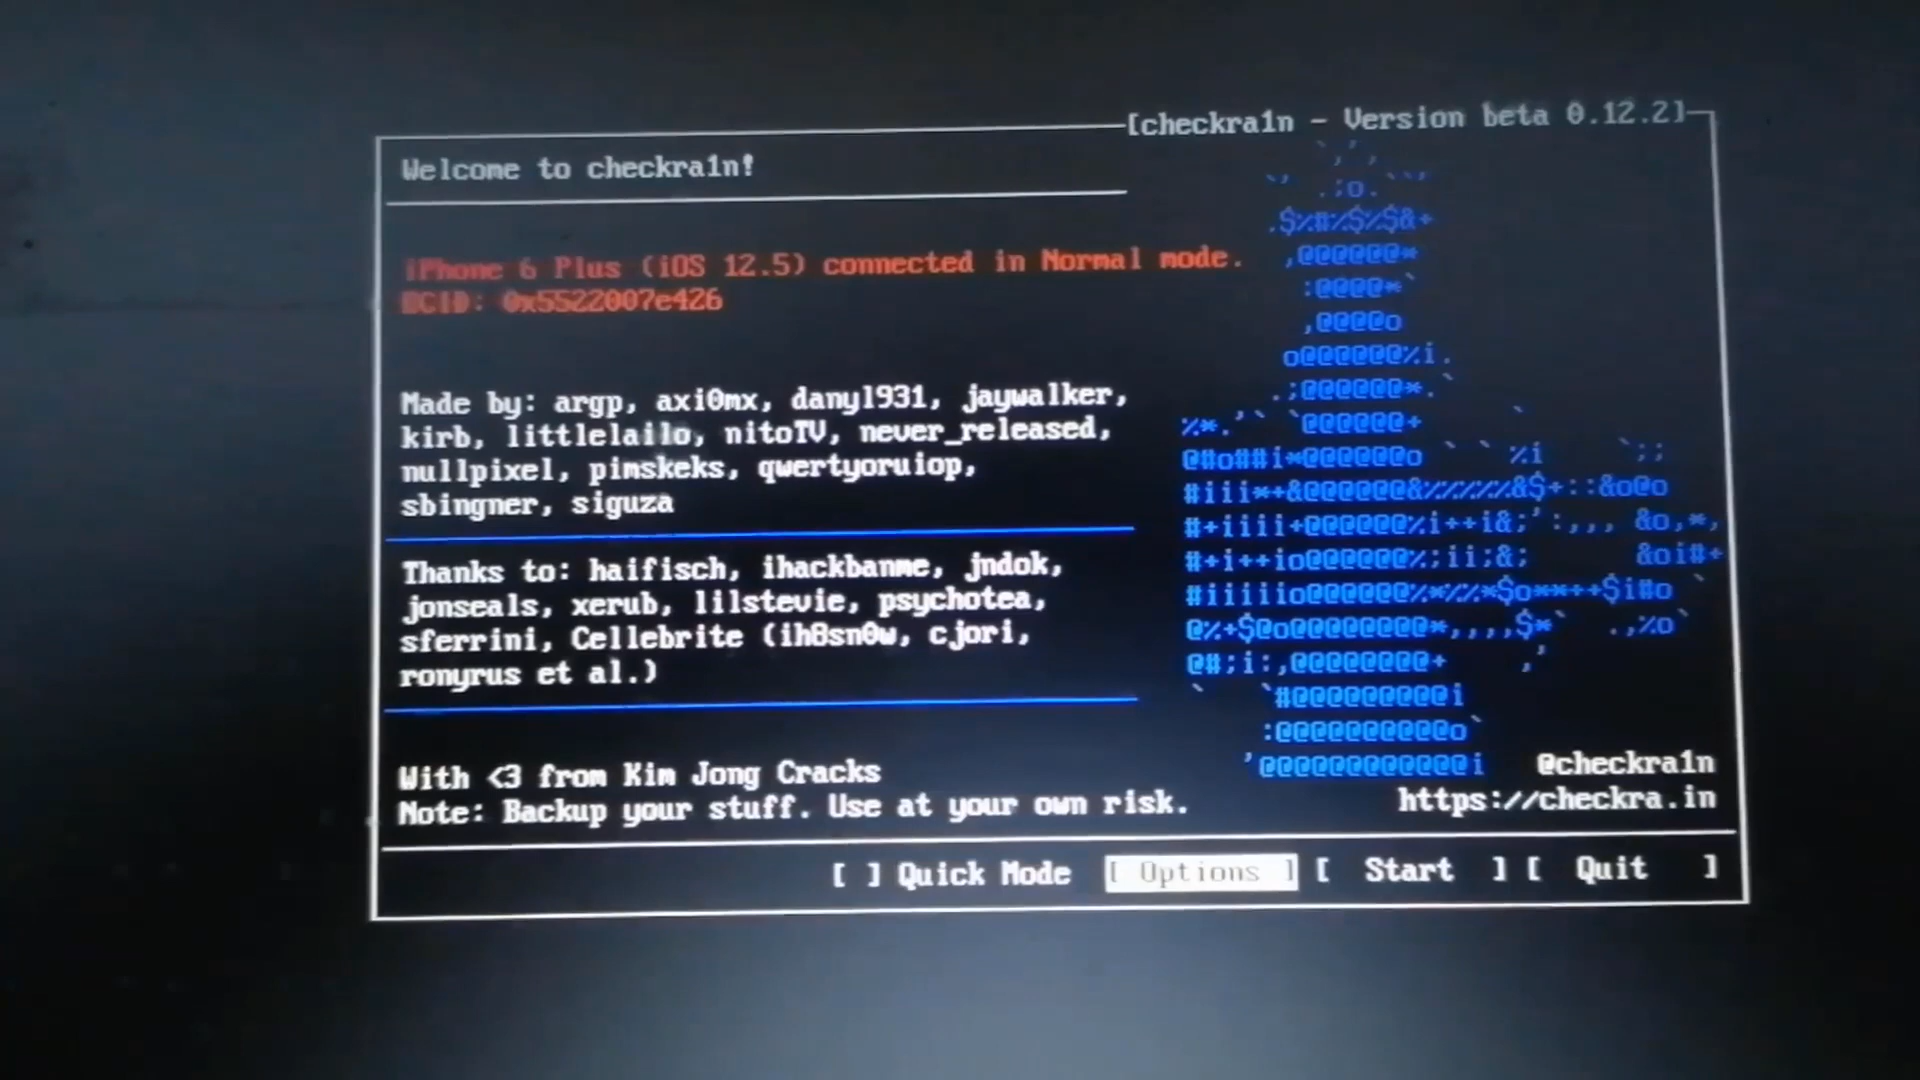 [checkra1n - Version beta 0.12.2]
Welcome to checkra1n!
iPhone 6 Plus (iOS 12.5) connected in Normal mode.
ECID: 0x5522007e426
Made by: argp, axi0mx, danyl931, jaywalker,
kirb, littlelailo, nitoTV, never_released,
nullpixel, pimskeks, qwertyoruiop,
sbingner, siguza
Thanks to: haifisch, ihackbanme, jndok,
jonseals, xerub, lilstevie, psychotea,
sferrini, Cellebrite (ih8sn0w, cjori,
ronyrus et al.)
With <3 from Kim Jong Cracks
Note: Backup your stuff. Use at your own risk.
@checkra1n
https://checkra.in
[ ] Quick Mode [ Options ] [ Start ] [ Quit ]